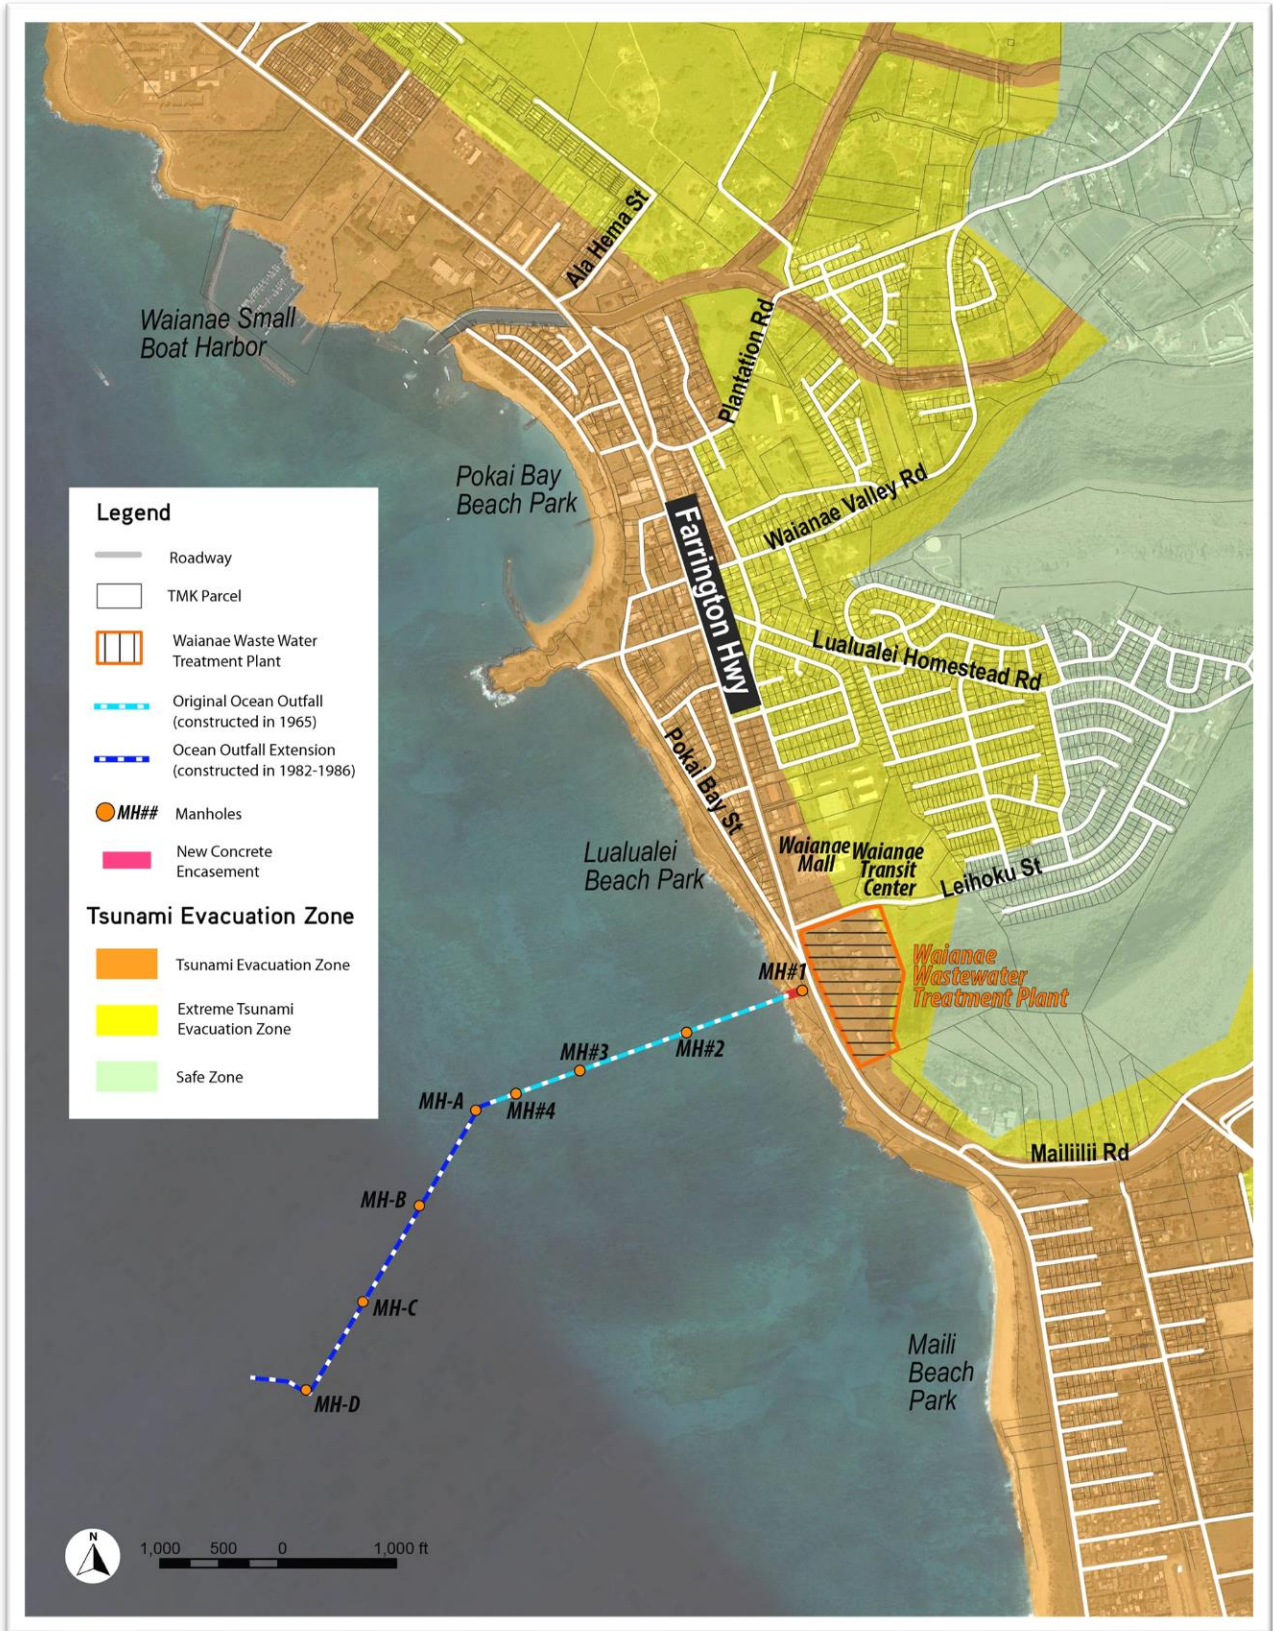 Ala Hema St
Waianae Small
Boat Harbor
Plantation Rd
Pokai Bay
Beach Park
Waianae Valley Rd
Farrington Hwy
Lualualei Homestead Rd
Pokai Bay St
Lualualei
Beach Park
Waianae
Mall
Waianae
Transit
Center
Leihoku St
Waianae
Wastewater
Treatment Plant
MH#1
MH#2
MH#3
MH#4
MH-A
MH-B
MH-C
MH-D
Mailiilii Rd
Maili
Beach
Park
Legend
Roadway
TMK Parcel
Waianae Waste Water
Treatment Plant
Original Ocean Outfall
(constructed in 1965)
Ocean Outfall Extension
(constructed in 1982-1986)
MH## Manholes
New Concrete
Encasement
Tsunami Evacuation Zone
Tsunami Evacuation Zone
Extreme Tsunami
Evacuation Zone
Safe Zone
N
1,000 500 0 1,000 ft